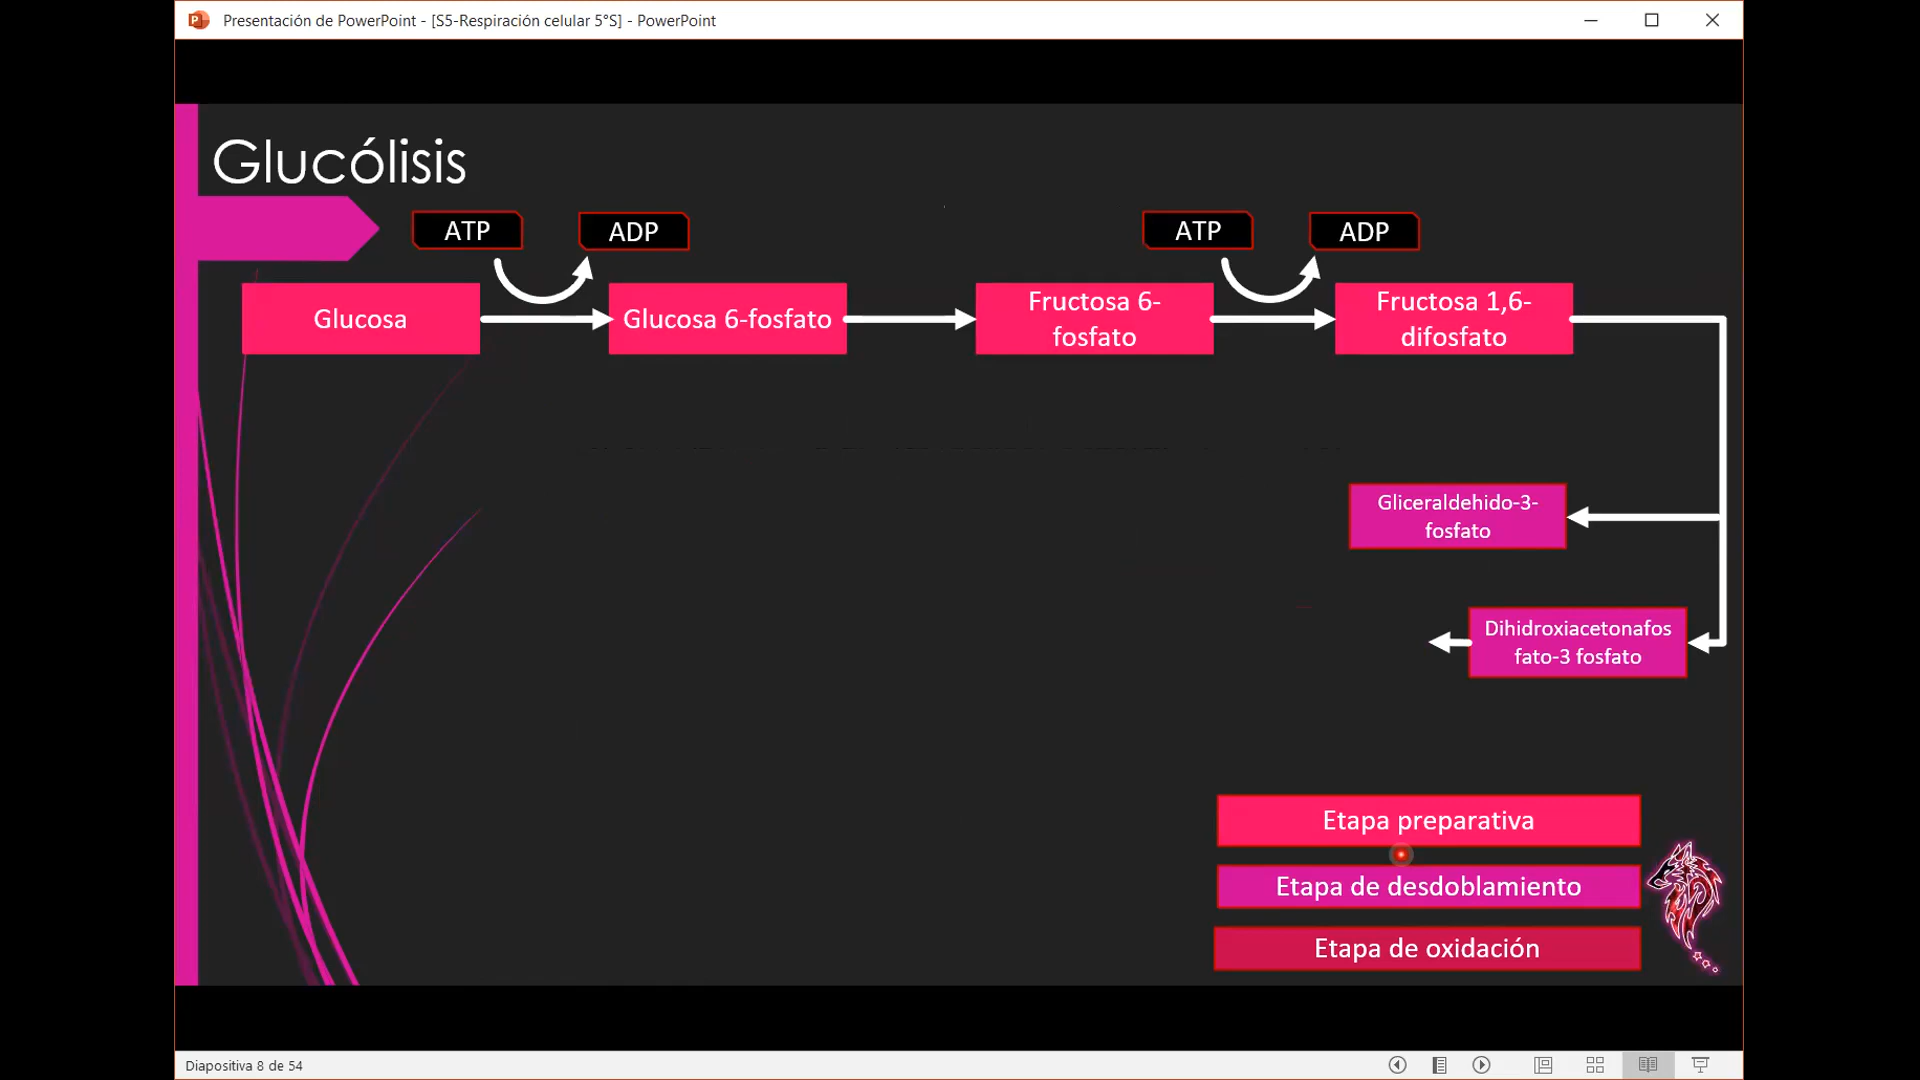 Presentación de PowerPoint - [S5-Respiración celular 5°S] - PowerPoint
Glucólisis
ATP
ADP
ATP
ADP
Glucosa
Glucosa 6-fosfato
Fructosa 6-
fosfato
Fructosa 1,6-
difosfato
Gliceraldehido-3-
fosfato
Dihidroxiacetonafos
fato-3 fosfato
Etapa preparativa
Etapa de desdoblamiento
Etapa de oxidación
Diapositiva 8 de 54